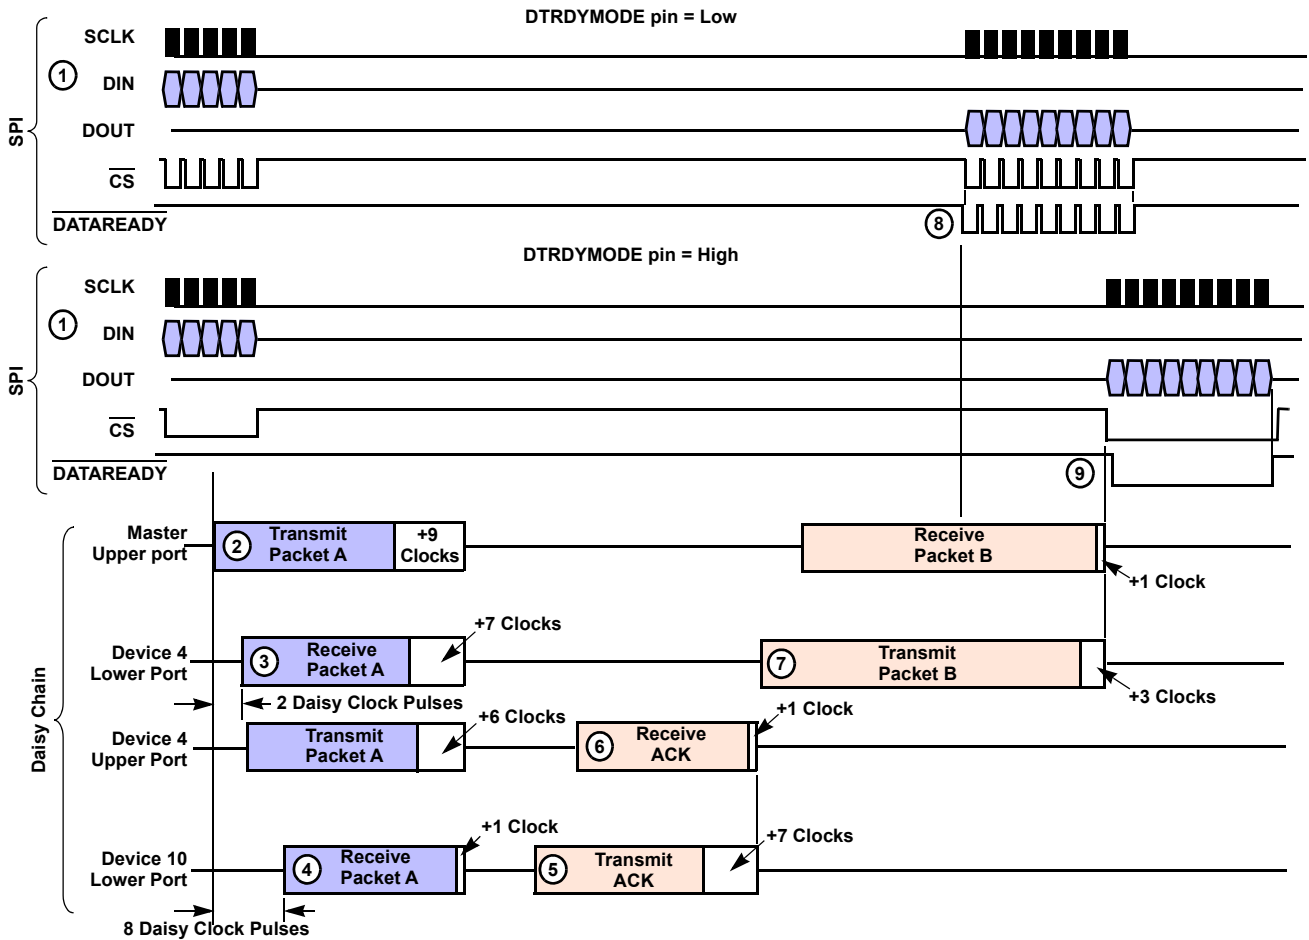 DTRDYMODE pin = Low
SPI
SCLK
1
DIN
DOUT
CS
DATAREADY
8
DTRDYMODE pin = High
SPI
SCLK
1
DIN
DOUT
CS
DATAREADY
9
Daisy Chain
Master
Upper port
2
Transmit
Packet A
+9
Clocks
Receive
Packet B
+1 Clock
Device 4
Lower Port
3
Receive
Packet A
+7 Clocks
7
Transmit
Packet B
+3 Clocks
2 Daisy Clock Pulses
Device 4
Upper Port
Transmit
Packet A
+6 Clocks
6
Receive
ACK
+1 Clock
Device 10
Lower Port
4
Receive
Packet A
+1 Clock
5
Transmit
ACK
+7 Clocks
8 Daisy Clock Pulses